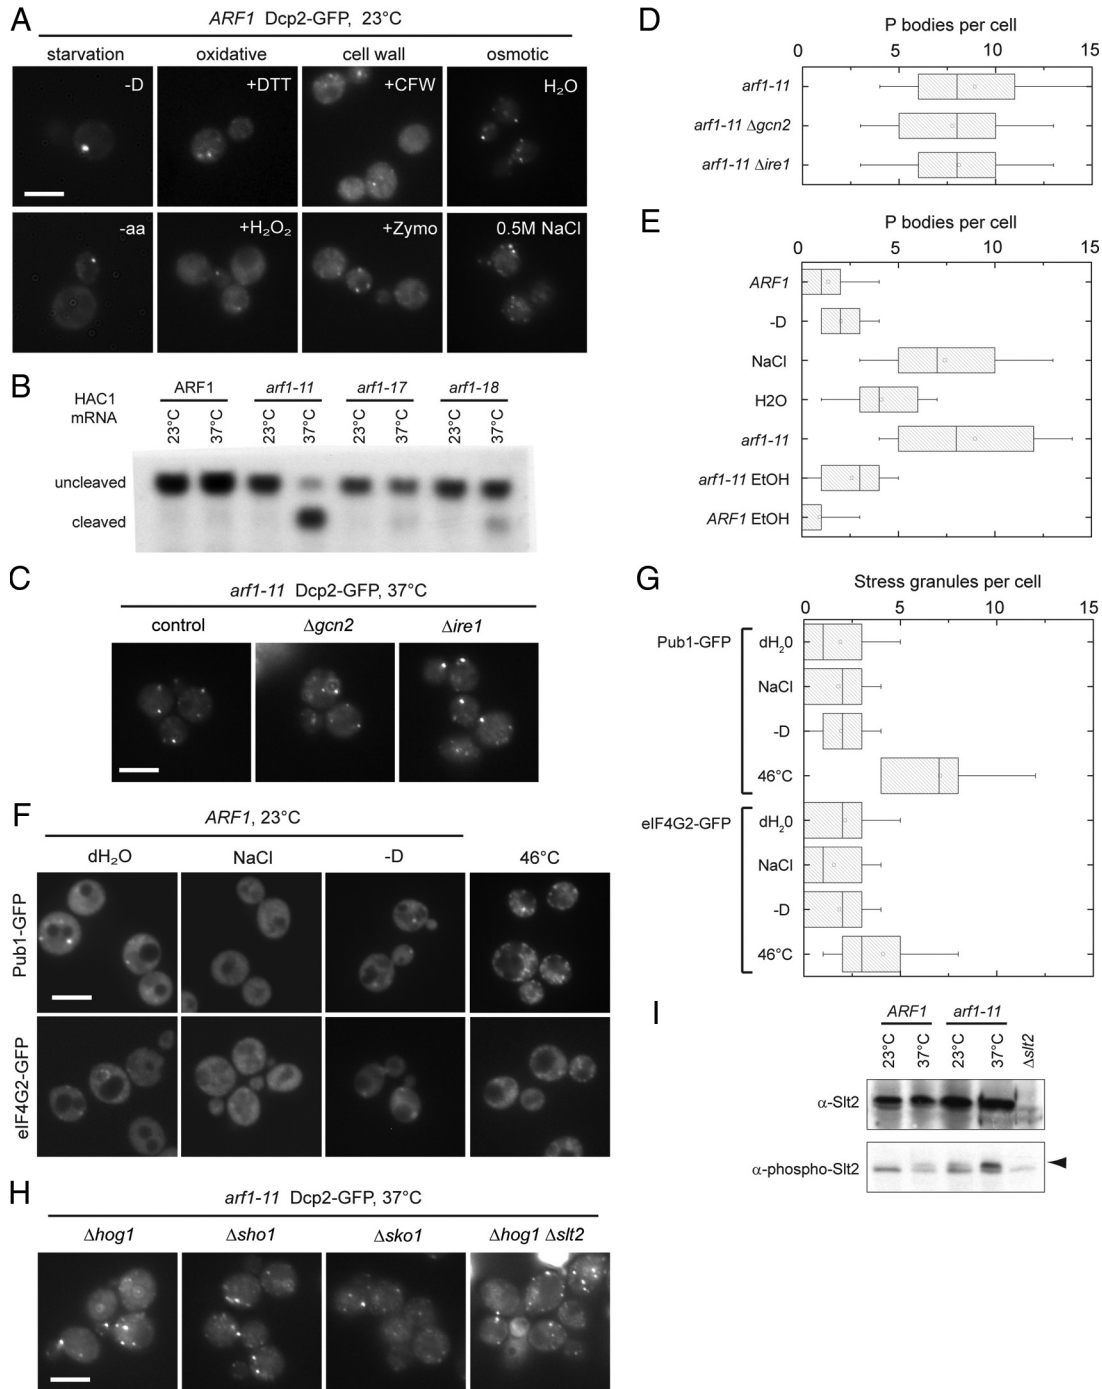 A
ARF1 Dcp2-GFP, 23°C
starvation oxidative cell wall osmotic
-D +DTT +CFW H₂O
-aa +H₂O₂ +Zymo 0.5M NaCl
B
HAC1 mRNA
ARF1 arf1-11 arf1-17 arf1-18
23°C 37°C 23°C 37°C 23°C 37°C 23°C 37°C
uncleaved
cleaved
C
arf1-11 Dcp2-GFP, 37°C
control Δgcn2 Δire1
D
P bodies per cell
0 5 10 15
arf1-11
arf1-11 Δgcn2
arf1-11 Δire1
E
P bodies per cell
0 5 10 15
ARF1
-D
NaCl
H2O
arf1-11
arf1-11 EtOH
ARF1 EtOH
F
ARF1, 23°C
dH₂O NaCl -D 46°C
Pub1-GFP
eIF4G2-GFP
G
Stress granules per cell
0 5 10 15
Pub1-GFP
dH₂0
NaCl
-D
46°C
eIF4G2-GFP
dH₂0
NaCl
-D
46°C
H
arf1-11 Dcp2-GFP, 37°C
Δhog1 Δsho1 Δsko1 Δhog1 Δslt2
I
ARF1 arf1-11
23°C 37°C 23°C 37°C Δslt2
α-Slt2
α-phospho-Slt2